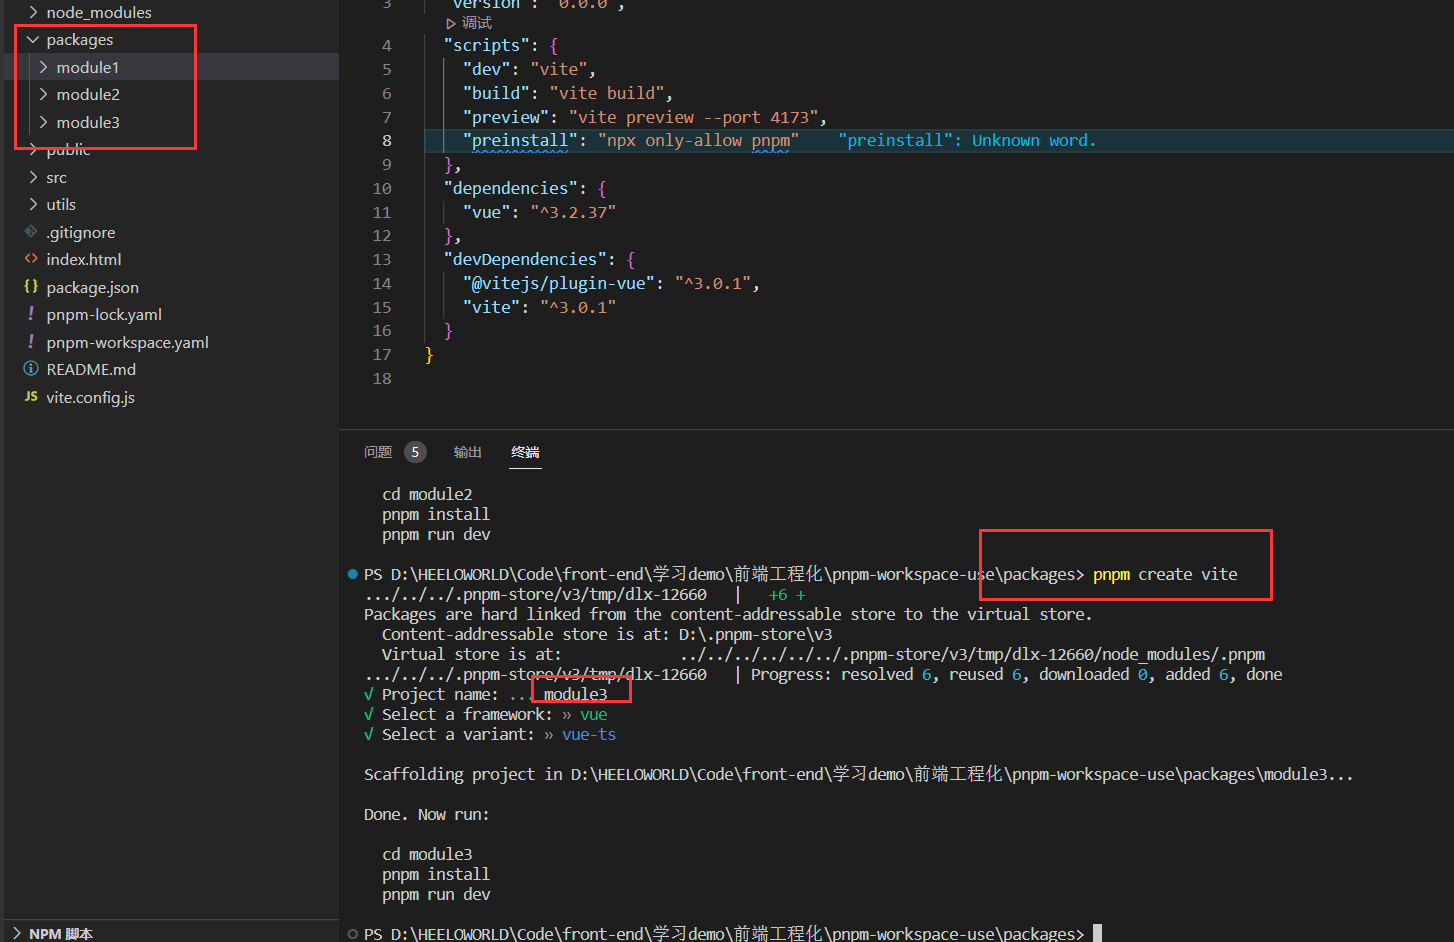 node_modules
packages
module1
module2
module3
public
src
utils
.gitignore
index.html
package.json
pnpm-lock.yaml
pnpm-workspace.yaml
README.md
JS vite.config.js
NPM 脚本
3 "version": "0.0.0",
调试
4 "scripts": {
5 "dev": "vite",
6 "build": "vite build",
7 "preview": "vite preview --port 4173",
8 "preinstall": "npx only-allow pnpm" "preinstall": Unknown word.
9 },
10 "dependencies": {
11 "vue": "^3.2.37"
12 },
13 "devDependencies": {
14 "@vitejs/plugin-vue": "^3.0.1",
15 "vite": "^3.0.1"
16 }
17 }
18
问题 5 输出 终端
cd module2
pnpm install
pnpm run dev
PS D:\HEELOWORLD\Code\front-end\学习demo\前端工程化\pnpm-workspace-use\packages> pnpm create vite
.../../../.pnpm-store/v3/tmp/dlx-12660 | +6 +
Packages are hard linked from the content-addressable store to the virtual store.
Content-addressable store is at: D:\.pnpm-store\v3
Virtual store is at: ../../../../../../.pnpm-store/v3/tmp/dlx-12660/node_modules/.pnpm
.../../../.pnpm-store/v3/tmp/dlx-12660 | Progress: resolved 6, reused 6, downloaded 0, added 6, done
√ Project name: ... module3
√ Select a framework: » vue
√ Select a variant: » vue-ts
Scaffolding project in D:\HEELOWORLD\Code\front-end\学习demo\前端工程化\pnpm-workspace-use\packages\module3...
Done. Now run:
cd module3
pnpm install
pnpm run dev
PS D:\HEELOWORLD\Code\front-end\学习demo\前端工程化\pnpm-workspace-use\packages>